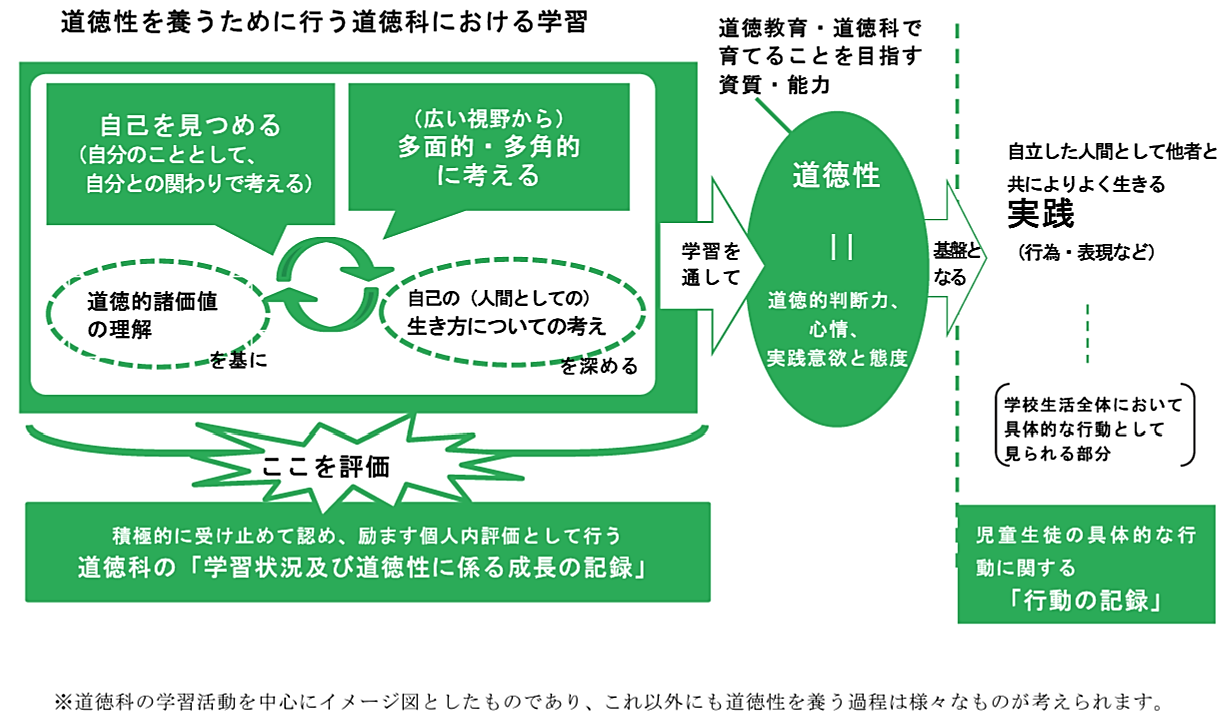 道徳性を養うために行う道徳科における学習
道徳教育・道徳科で
育てることを目指す
資質・能力
自己を見つめる
（自分のこととして、
自分との関わりで考える）
（広い視野から）
多面的・多角的
に考える
道徳的諸価値
の理解
を基に
自己の（人間としての）
生き方についての考え
を深める
学習を
通して
道徳性
＝
道徳的判断力、
心情、
実践意欲と態度
基盤と
なる
自立した人間として他者と
共によりよく生きる
実践
（行為・表現など）
学校生活全体において
具体的な行動として
見られる部分
ここを評価
積極的に受け止めて認め、励ます個人内評価として行う
道徳科の「学習状況及び道徳性に係る成長の記録」
児童生徒の具体的な行
動に関する
「行動の記録」
※道徳科の学習活動を中心にイメージ図としたものであり、これ以外にも道徳性を養う過程は様々なものが考えられます。